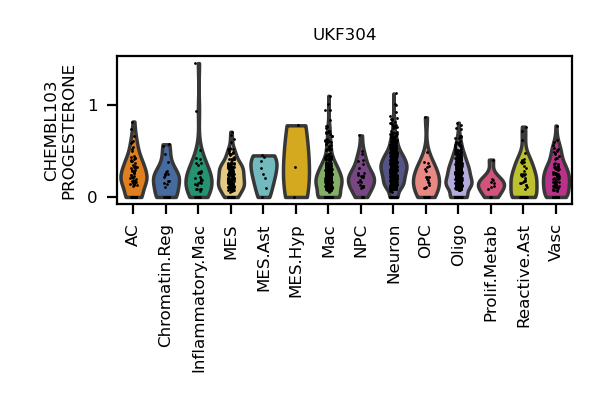 UKF304
CHEMBL103
PROGESTERONE
1
0
AC
Chromatin.Reg
Inflammatory.Mac
MES
MES.Ast
MES.Hyp
Mac
NPC
Neuron
OPC
Oligo
Prolif.Metab
Reactive.Ast
Vasc